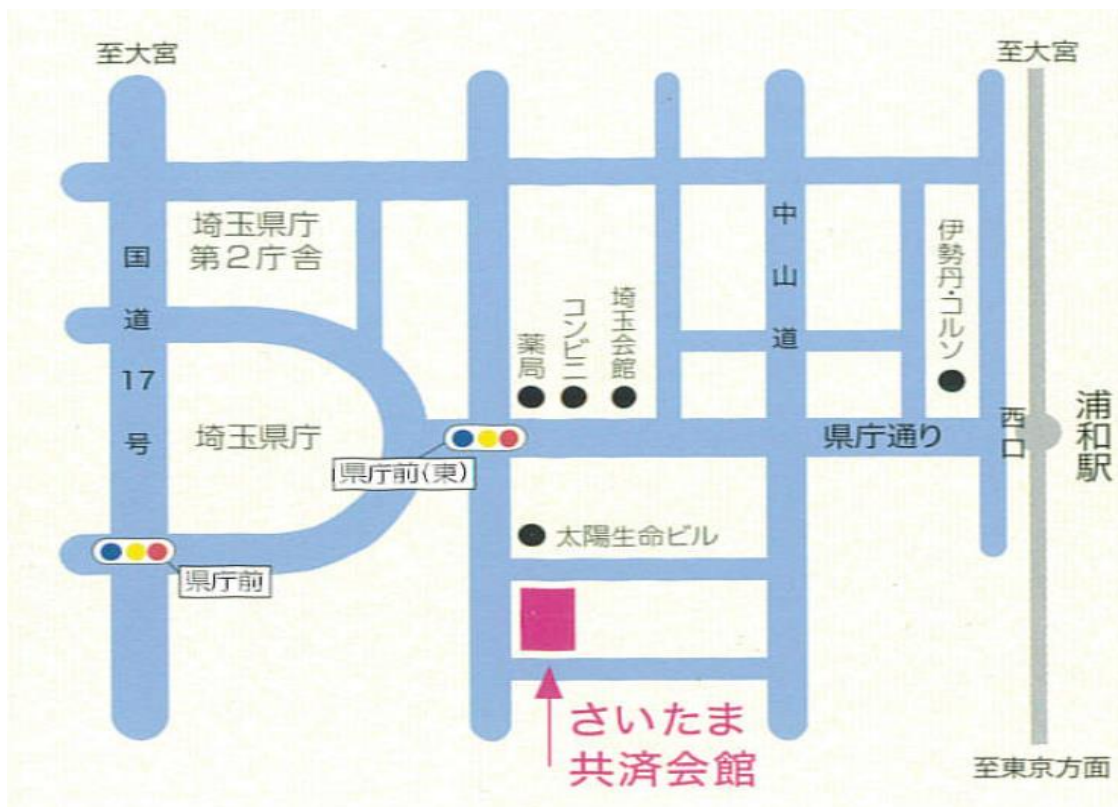 至大宮
至大宮
埼玉県庁
第2庁舎
国道17号
中山道
伊勢丹・コルソ
薬局
コンビニ
埼玉会館
浦和駅
西口
県庁通り
埼玉県庁
県庁前(東)
太陽生命ビル
県庁前
さいたま
共済会館
至東京方面